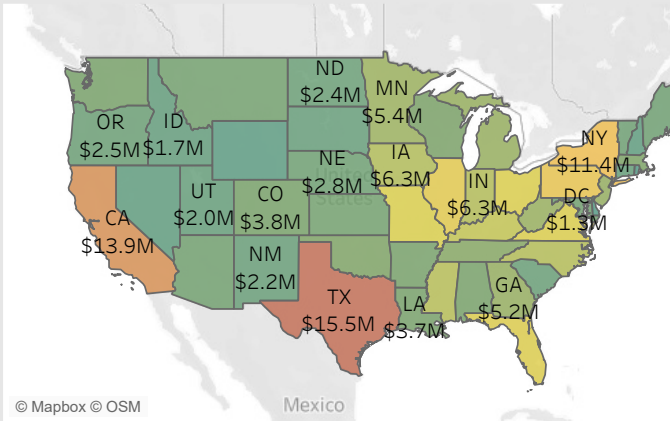 ND
$2.4M
MN
$5.4M
OR
$2.5M
ID
$1.7M
NE
$2.8M
IA
$6.3M
NY
$11.4M
UT
$2.0M
CO
$3.8M
United
States
IN
$6.3M
DC
$1.3M
CA
$13.9M
NM
$2.2M
TX
$15.5M
LA
$3.7M
GA
$5.2M
© Mapbox © OSM
Mexico